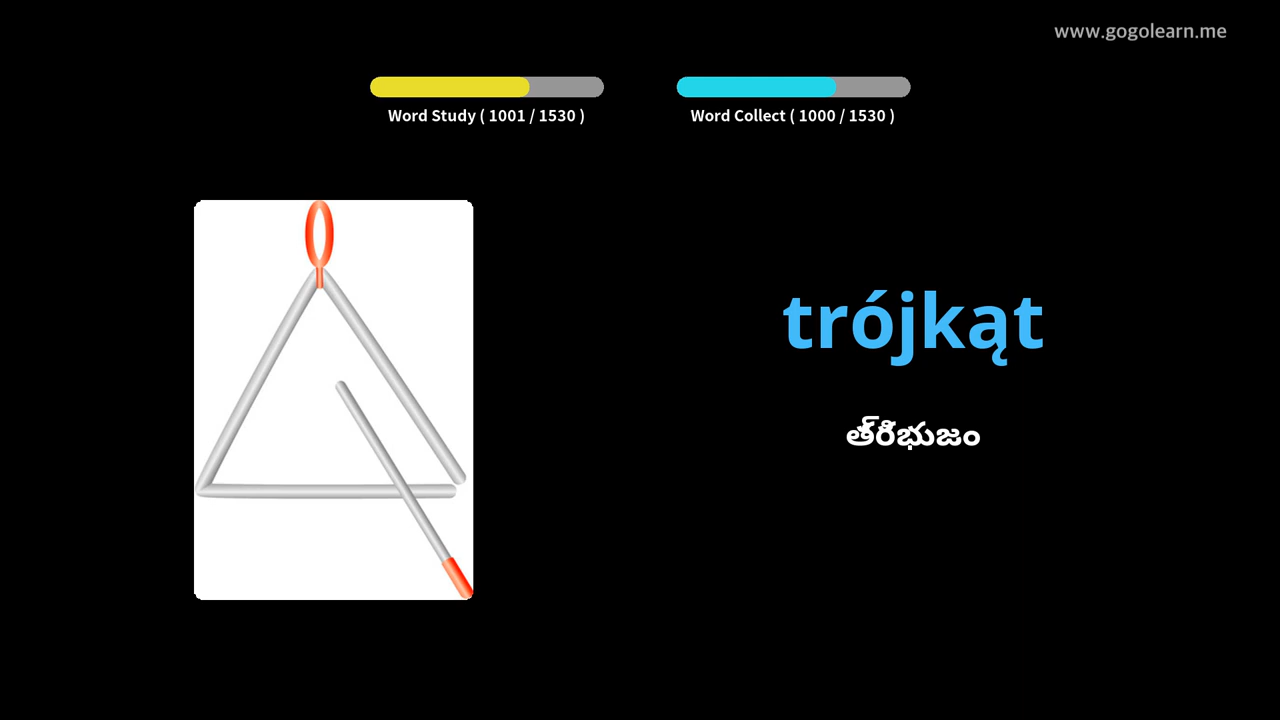 www.gogolearn.me
Word Study ( 1001 / 1530 )
Word Collect ( 1000 / 1530 )
trójkąt
త్రిభుజం